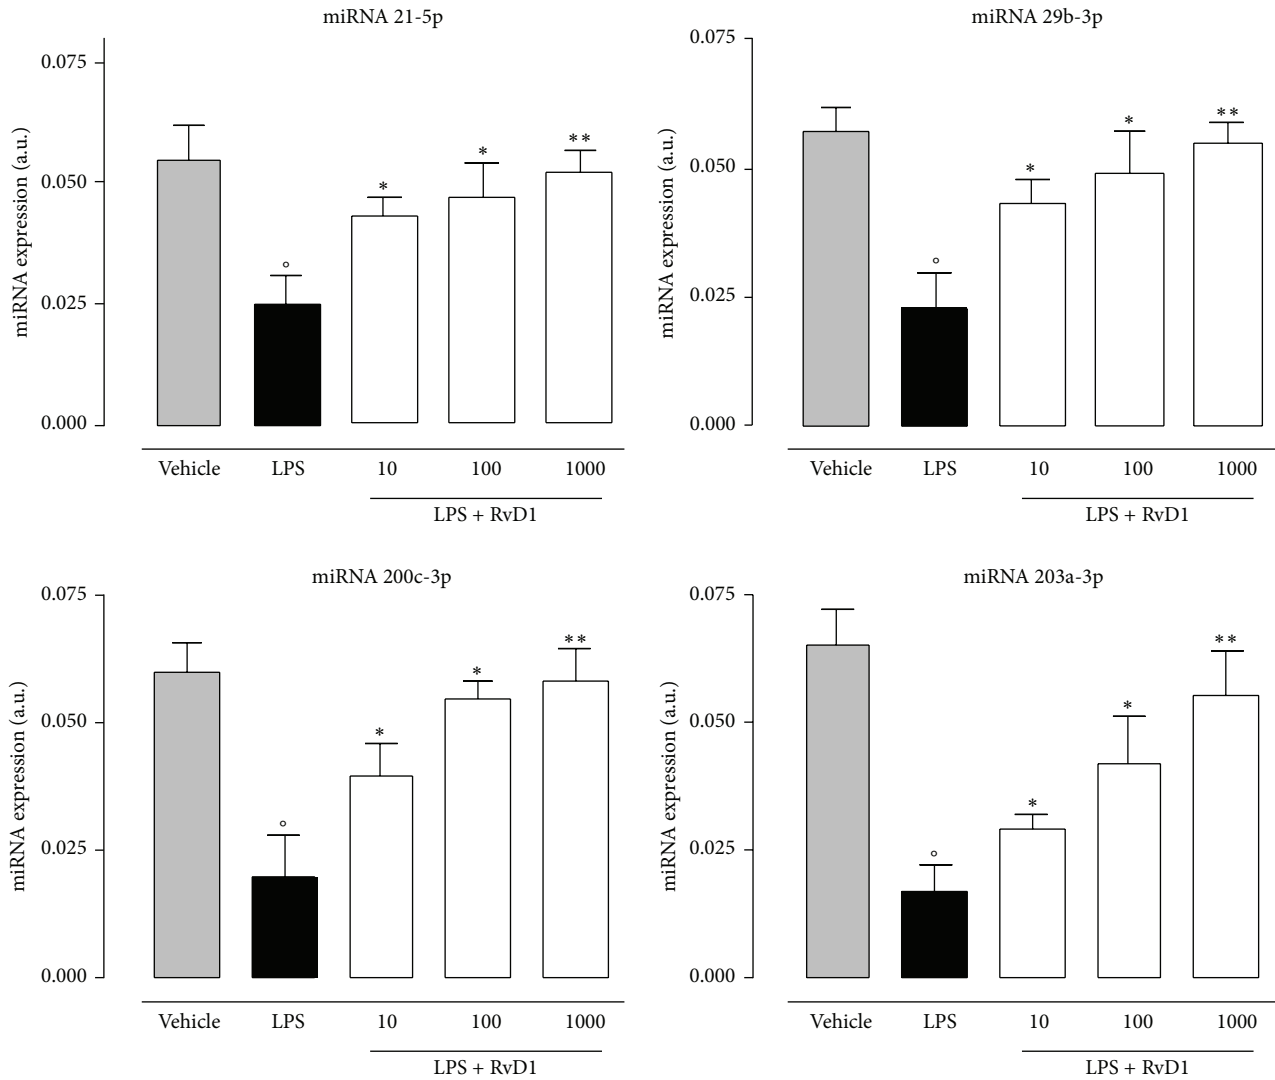 miRNA 21-5p
miRNA expression (a.u.)
0.075
0.050
0.025
0.000
°
*
*
**
Vehicle LPS 10 100 1000
LPS + RvD1
miRNA 29b-3p
miRNA expression (a.u.)
0.075
0.050
0.025
0.000
°
*
*
**
Vehicle LPS 10 100 1000
LPS + RvD1
miRNA 200c-3p
miRNA expression (a.u.)
0.075
0.050
0.025
0.000
°
*
*
**
Vehicle LPS 10 100 1000
LPS + RvD1
miRNA 203a-3p
miRNA expression (a.u.)
0.075
0.050
0.025
0.000
°
*
*
**
Vehicle LPS 10 100 1000
LPS + RvD1